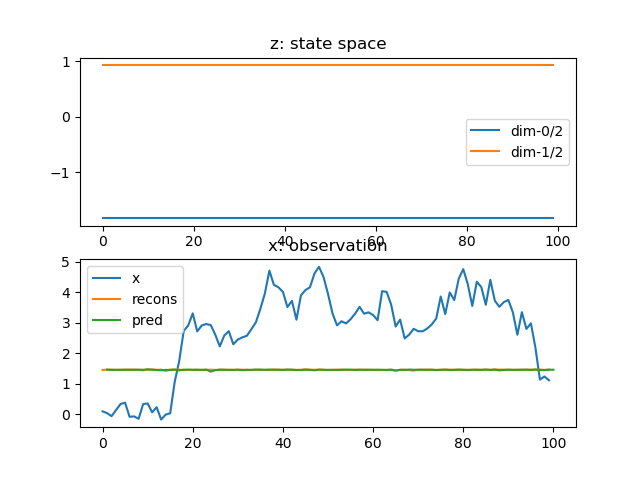 z: state space
1
0
−1
dim-0/2
dim-1/2
0 20 40 60 80 100
x: observation
5
4
3
2
1
0
x
recons
pred
0 20 40 60 80 100